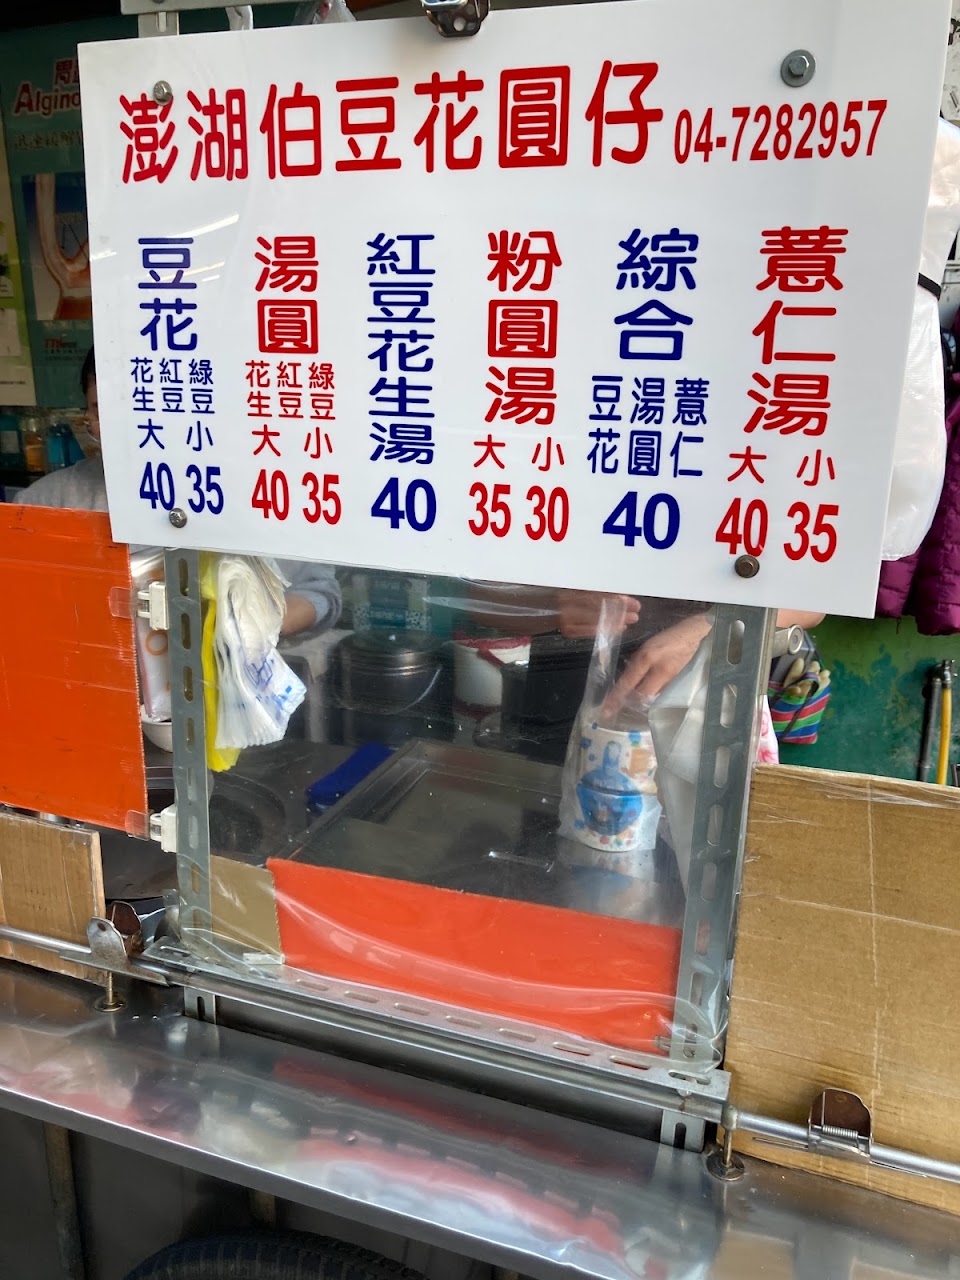 澎湖伯豆花圓仔 04-7282957
豆花
花生 紅豆 綠豆
大 小
40 35
湯圓
花生 紅豆 綠豆
大 小
40 35
紅豆花生湯
40
粉圓湯
大 小
35 30
綜合
豆花 湯圓 薏仁
40
薏仁湯
大 小
40 35